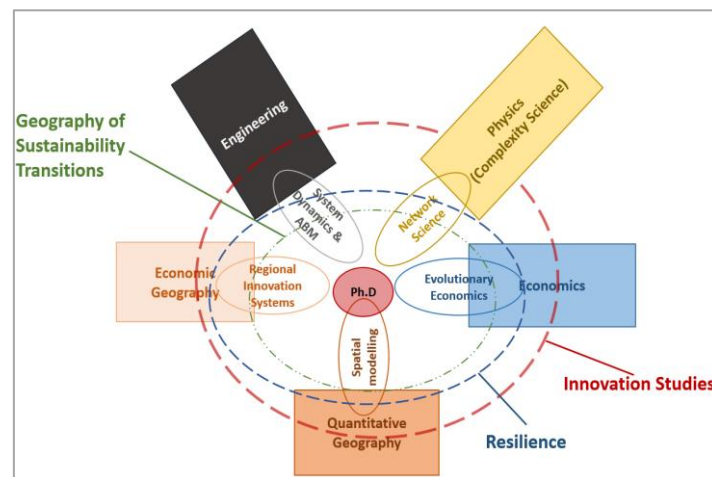 Geography of
Sustainability
Transitions
Engineering
Physics
(Complexity Science)
System
Dynamics &
ABM
Network
Science
Economic
Geography
Regional
Innovation
Systems
Ph.D
Evolutionary
Economics
Economics
Spatial
modelling
Quantitative
Geography
Innovation Studies
Resilience